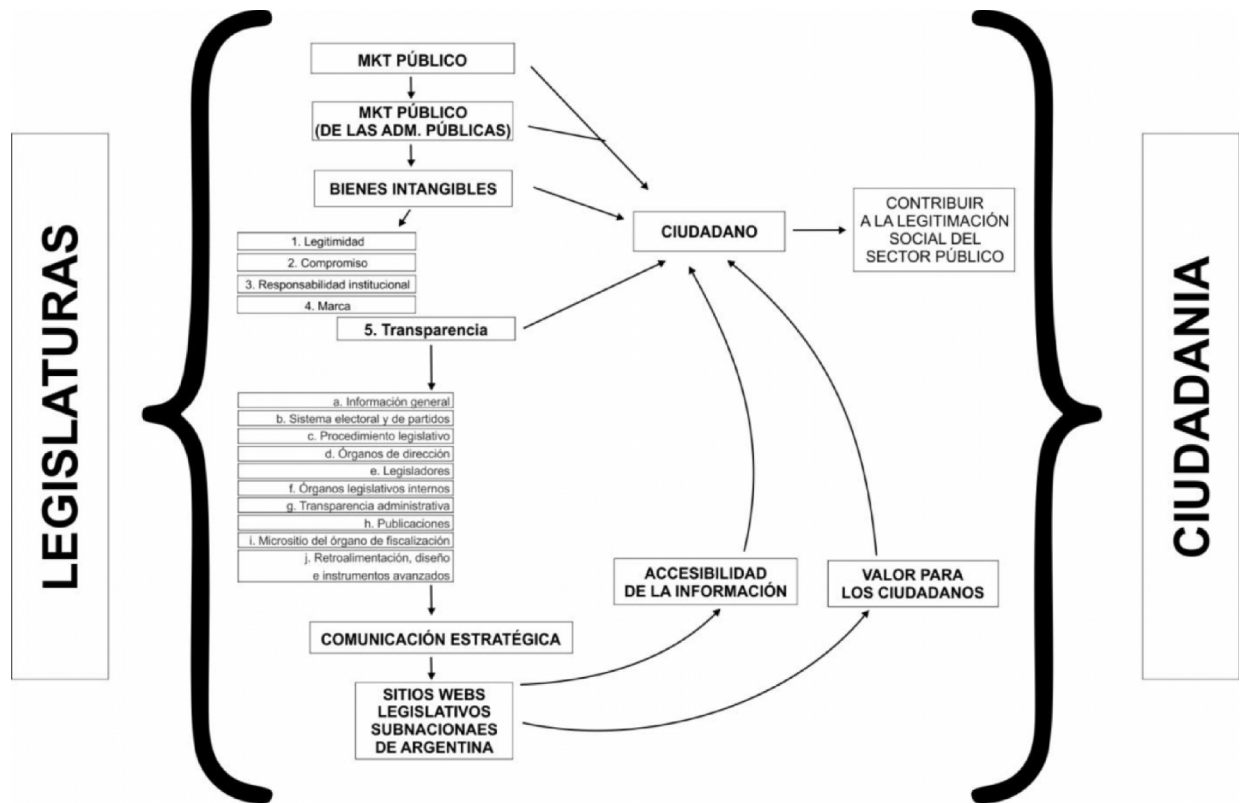 LEGISLATURAS
MKT PÚBLICO
MKT PÚBLICO
(DE LAS ADM. PÚBLICAS)
BIENES INTANGIBLES
1. Legitimidad
2. Compromiso
3. Responsabilidad institucional
4. Marca
5. Transparencia
a. Información general
b. Sistema electoral y de partidos
c. Procedimiento legislativo
d. Órganos de dirección
e. Legisladores
f. Órganos legislativos internos
g. Transparencia administrativa
h. Publicaciones
i. Micrositio del órgano de fiscalización
j. Retroalimentación, diseño
e instrumentos avanzados
COMUNICACIÓN ESTRATÉGICA
SITIOS WEBS
LEGISLATIVOS
SUBNACIONAES
DE ARGENTINA
CIUDADANO
CONTRIBUIR
A LA LEGITIMACIÓN
SOCIAL DEL
SECTOR PÚBLICO
ACCESIBILIDAD
DE LA INFORMACIÓN
VALOR PARA
LOS CIUDADANOS
CIUDADANIA